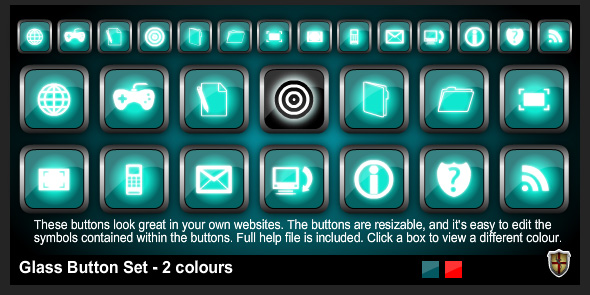 These buttons look great in your own websites. The buttons are resizable, and it's easy to edit the
symbols contained within the buttons. Full help file is included. Click a box to view a different colour.
Glass Button Set - 2 colours